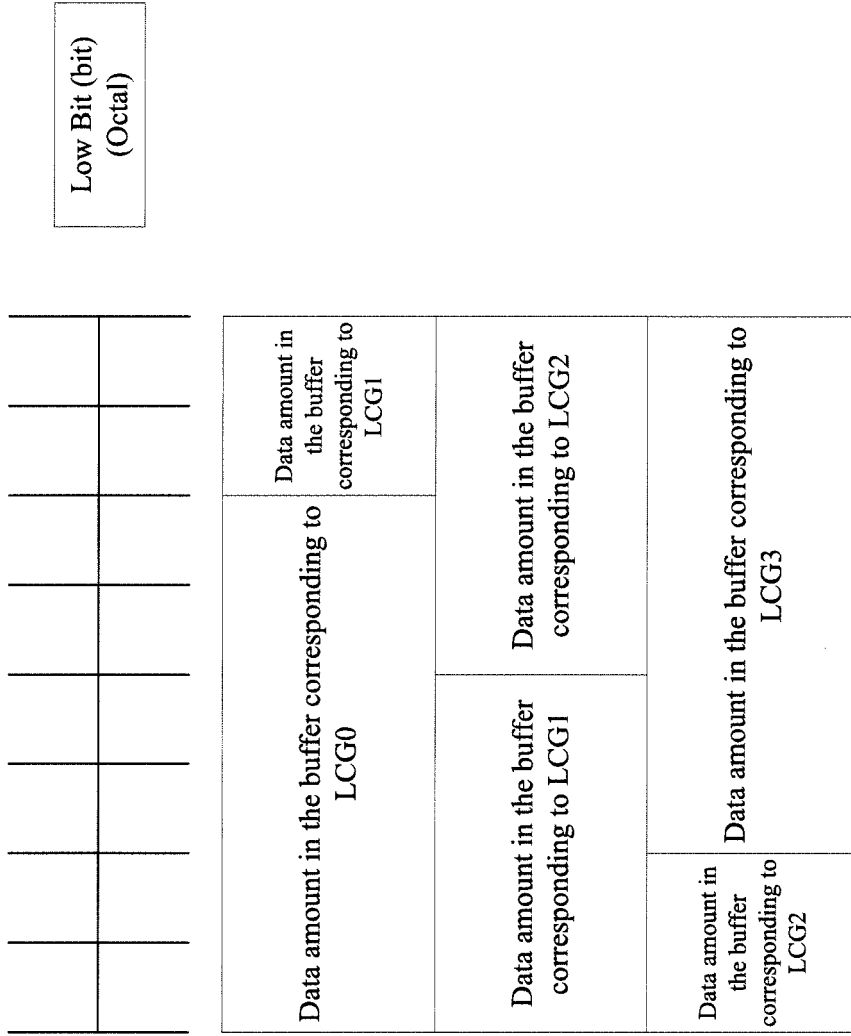 Low Bit (bit)
(Octal)
Data amount in the buffer corresponding to
LCG0
Data amount in
the buffer
corresponding to
LCG1
Data amount in the buffer
corresponding to LCG1
Data amount in the buffer
corresponding to LCG2
Data amount in
the buffer
corresponding to
LCG2
Data amount in the buffer corresponding to
LCG3